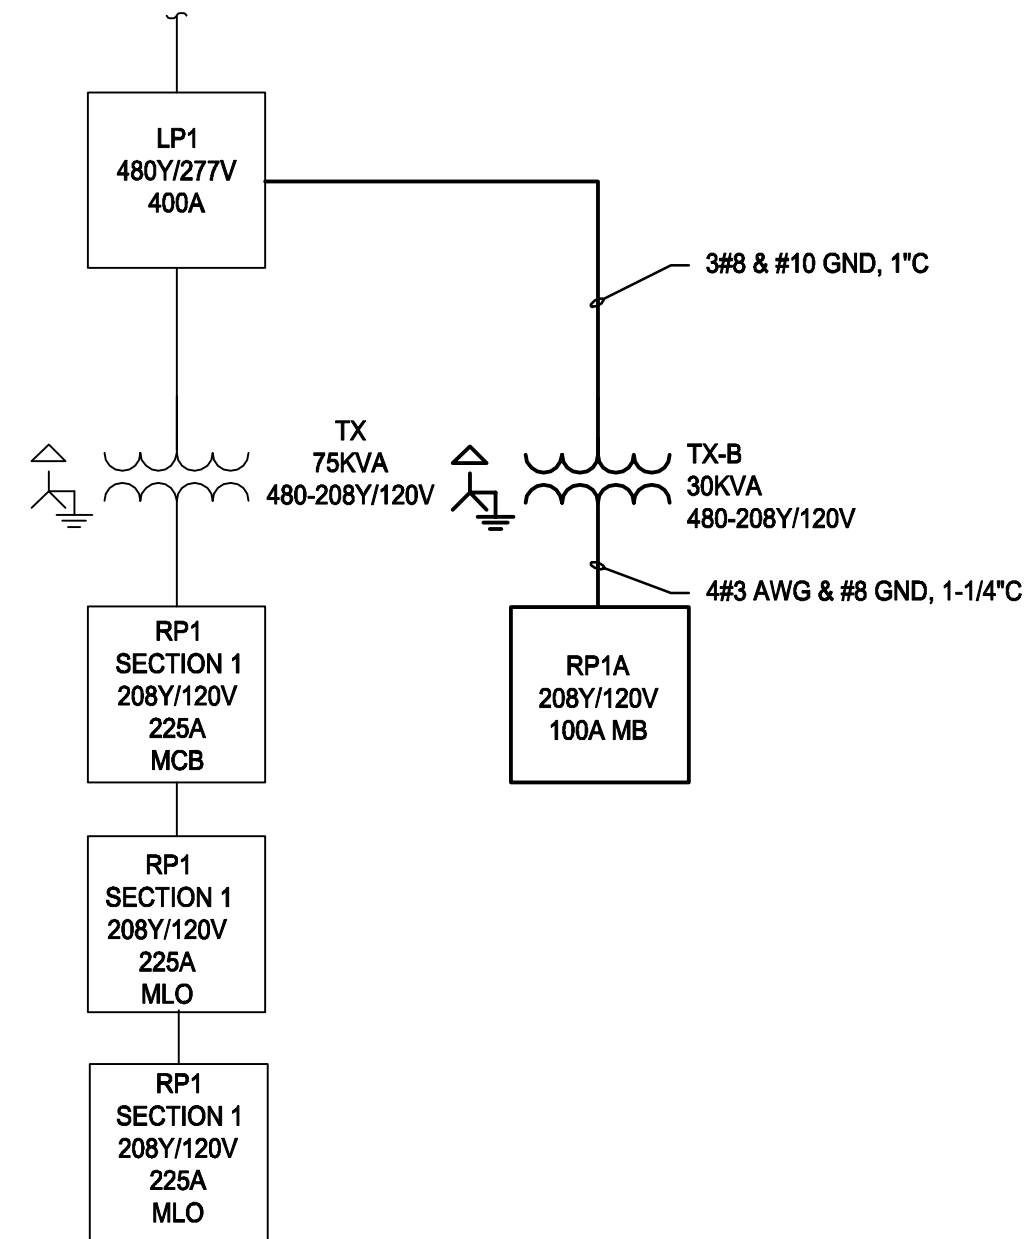 LP1
480Y/277V
400A
3#8 & #10 GND, 1"C
TX
75KVA
480-208Y/120V
TX-B
30KVA
480-208Y/120V
4#3 AWG & #8 GND, 1-1/4"C
RP1
SECTION 1
208Y/120V
225A
MCB
RP1A
208Y/120V
100A MB
RP1
SECTION 1
208Y/120V
225A
MLO
RP1
SECTION 1
208Y/120V
225A
MLO